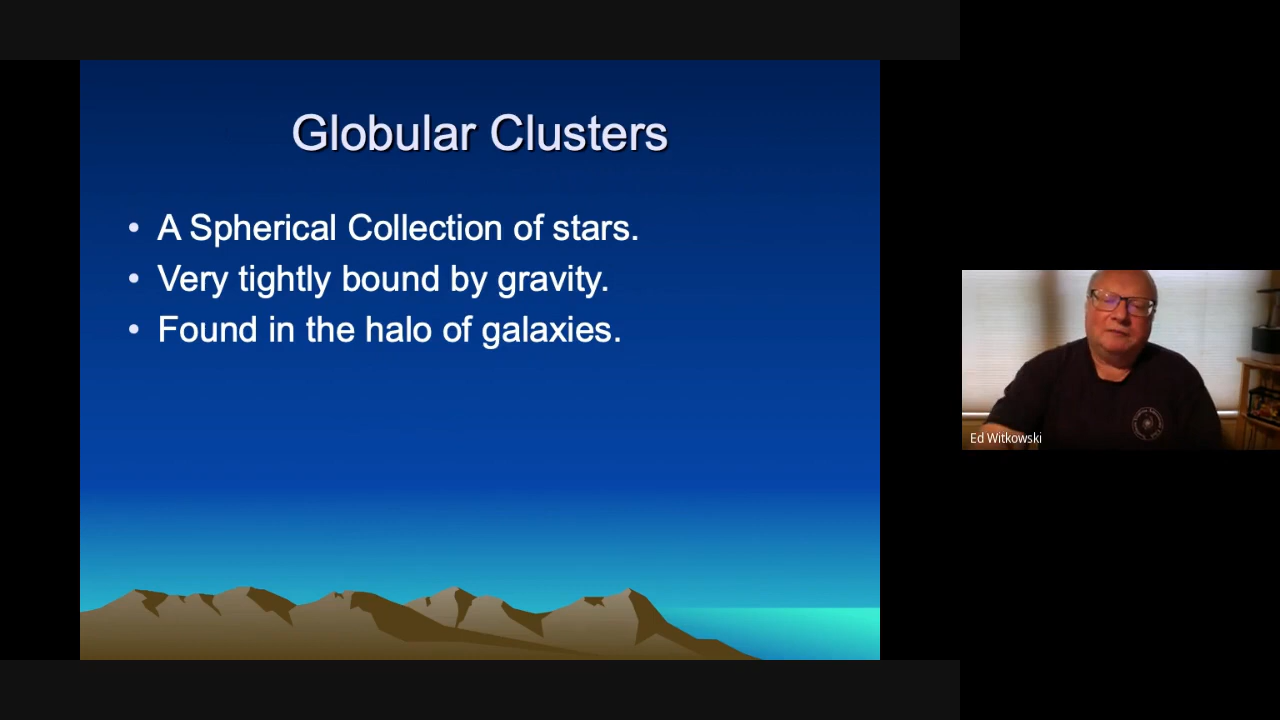 Globular Clusters
• A Spherical Collection of stars.
• Very tightly bound by gravity.
• Found in the halo of galaxies.
Ed Witkowski